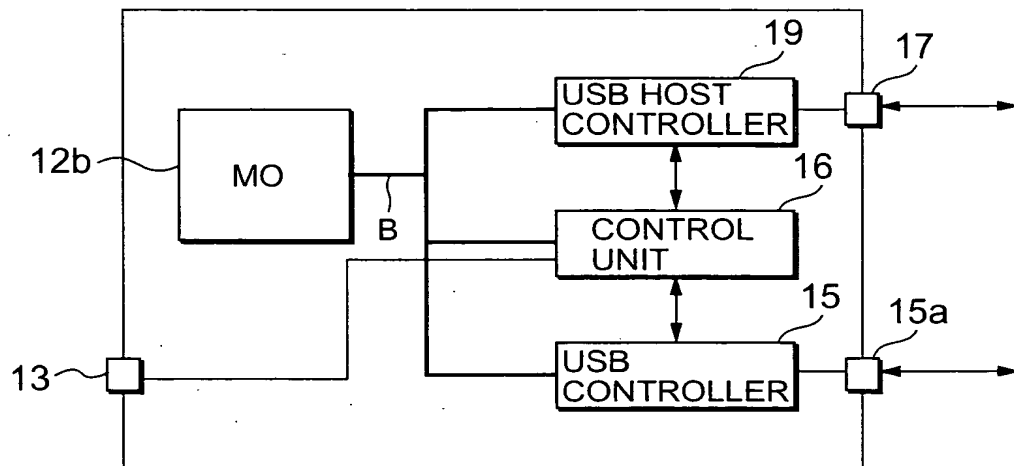 19
17
USB HOST
CONTROLLER
12b
MO
16
B
CONTROL
UNIT
15
15a
13
USB
CONTROLLER